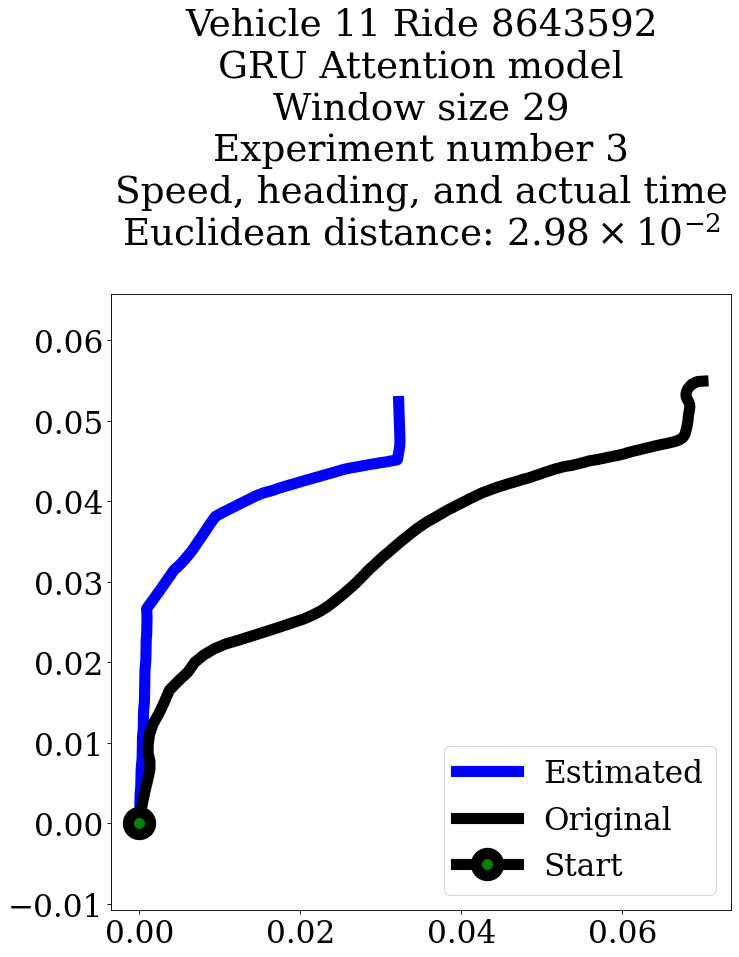 Vehicle 11 Ride 8643592
GRU Attention model
Window size 29
Experiment number 3
Speed, heading, and actual time
Euclidean distance: 2.98 × 10⁻²
0.06
0.05
0.04
0.03
0.02
0.01
0.00
−0.01
Estimated
Original
Start
0.00 0.02 0.04 0.06